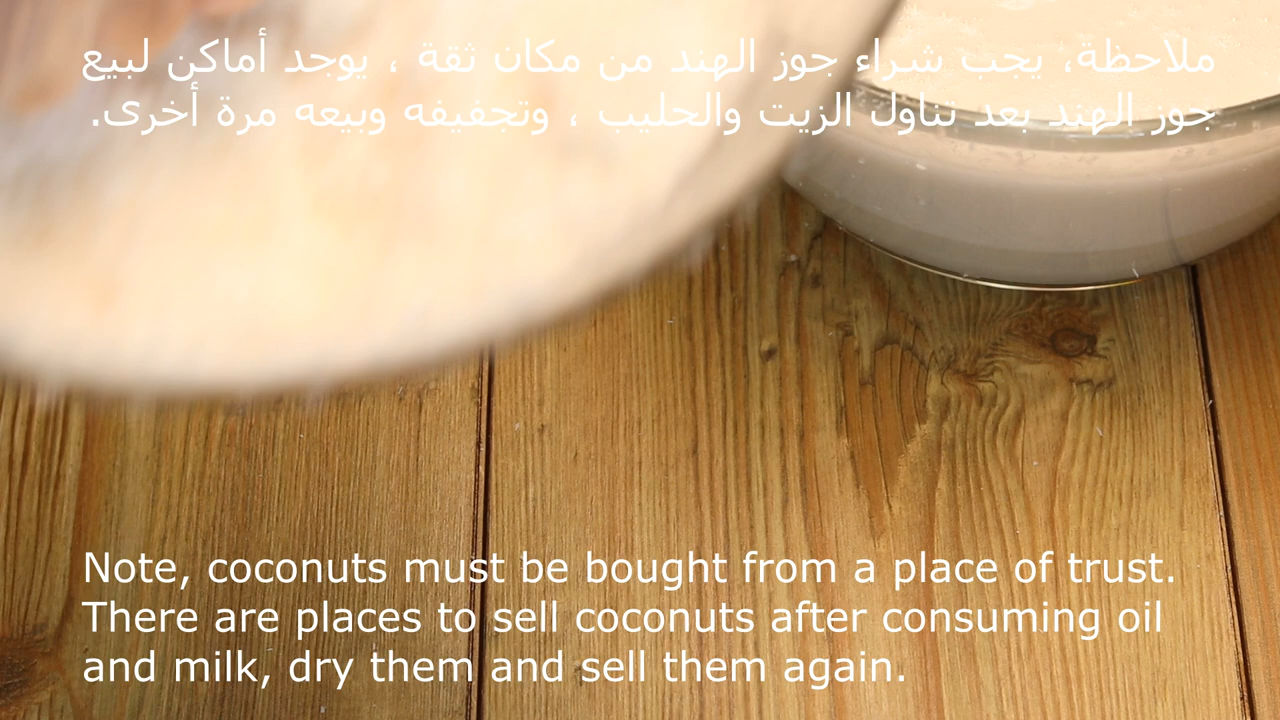 ملاحظة، يجب شراء جوز الهند من مكان ثقة ، يوجد أماكن لبيع
جوز الهند بعد تناول الزيت والحليب ، وتجفيفه وبيعه مرة أخرى.
Note, coconuts must be bought from a place of trust.
There are places to sell coconuts after consuming oil
and milk, dry them and sell them again.